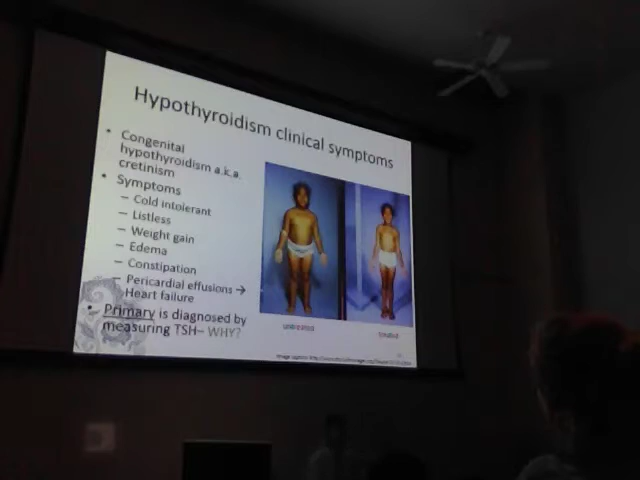 Hypothyroidism clinical symptoms
• Congenital
hypothyroidism a.k.a.
cretinism
• Symptoms
– Cold intolerant
– Listless
– Weight gain
– Edema
– Constipation
– Pericardial effusions →
Heart failure
• Primary is diagnosed by
measuring TSH– WHY?